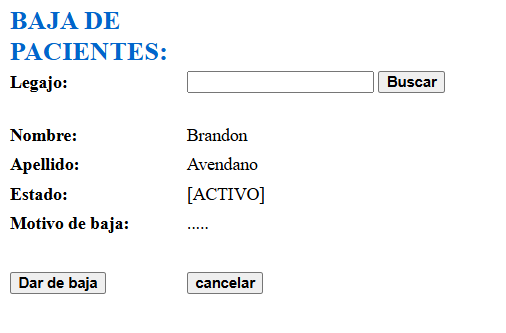 BAJA DE
PACIENTES:
Legajo: Buscar
Nombre: Brandon
Apellido: Avendano
Estado: [ACTIVO]
Motivo de baja: .....
Dar de baja cancelar